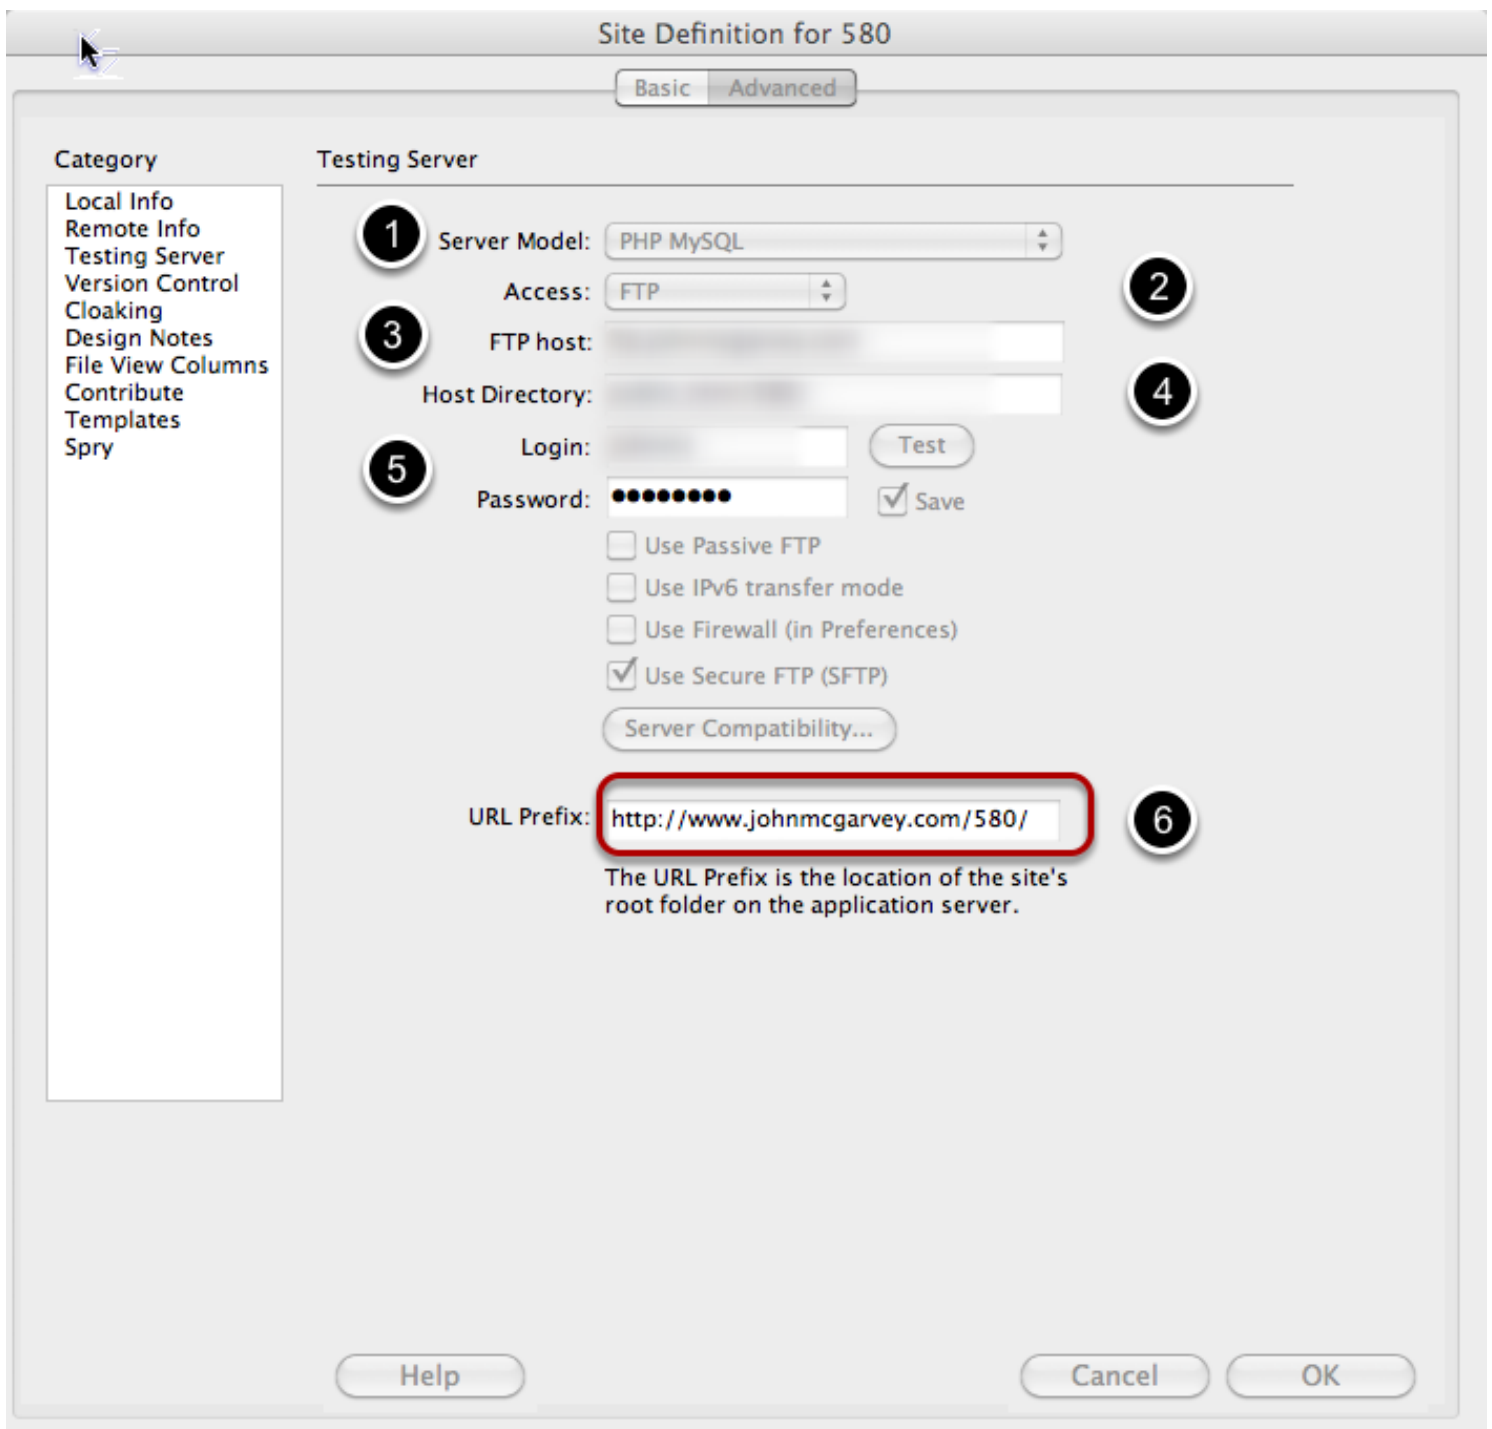 Site Definition for 580
Basic Advanced
Category
Local Info
Remote Info
Testing Server
Version Control
Cloaking
Design Notes
File View Columns
Contribute
Templates
Spry
Testing Server
1 Server Model: PHP MySQL
Access: FTP 2
3 FTP host:
Host Directory: 4
Login: Test
5 Password: ●●●●●●●● Save
Use Passive FTP
Use IPv6 transfer mode
Use Firewall (in Preferences)
Use Secure FTP (SFTP)
Server Compatibility...
URL Prefix: http://www.johnmcgarvey.com/580/ 6
The URL Prefix is the location of the site's
root folder on the application server.
Help Cancel OK